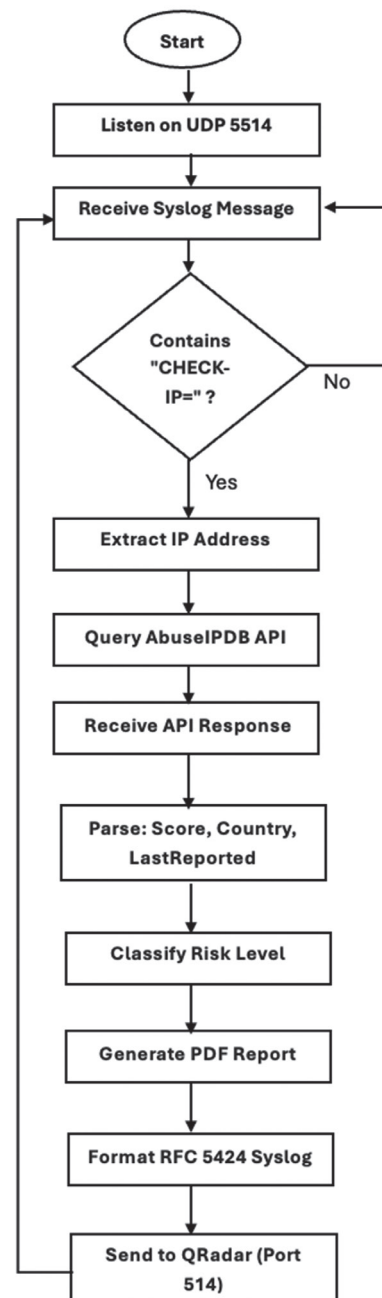 Start
Listen on UDP 5514
Receive Syslog Message
Contains
"CHECK-
IP=" ?
No
Yes
Extract IP Address
Query AbuseIPDB API
Receive API Response
Parse: Score, Country,
LastReported
Classify Risk Level
Generate PDF Report
Format RFC 5424 Syslog
Send to QRadar (Port
514)